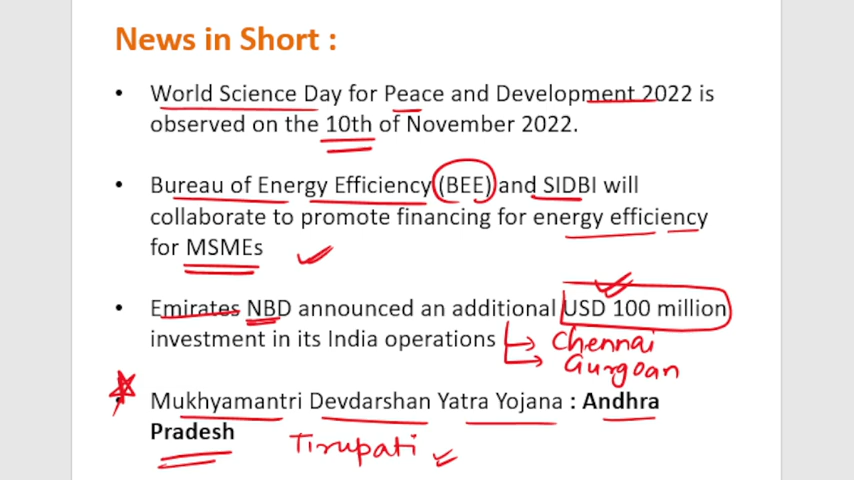 News in Short :
• World Science Day for Peace and Development 2022 is
observed on the 10th of November 2022.
• Bureau of Energy Efficiency (BEE) and SIDBI will
collaborate to promote financing for energy efficiency
for MSMEs
• Emirates NBD announced an additional USD 100 million
investment in its India operations
Chennai
Gurgoan
• Mukhyamantri Devdarshan Yatra Yojana : Andhra
Pradesh
Tirupati